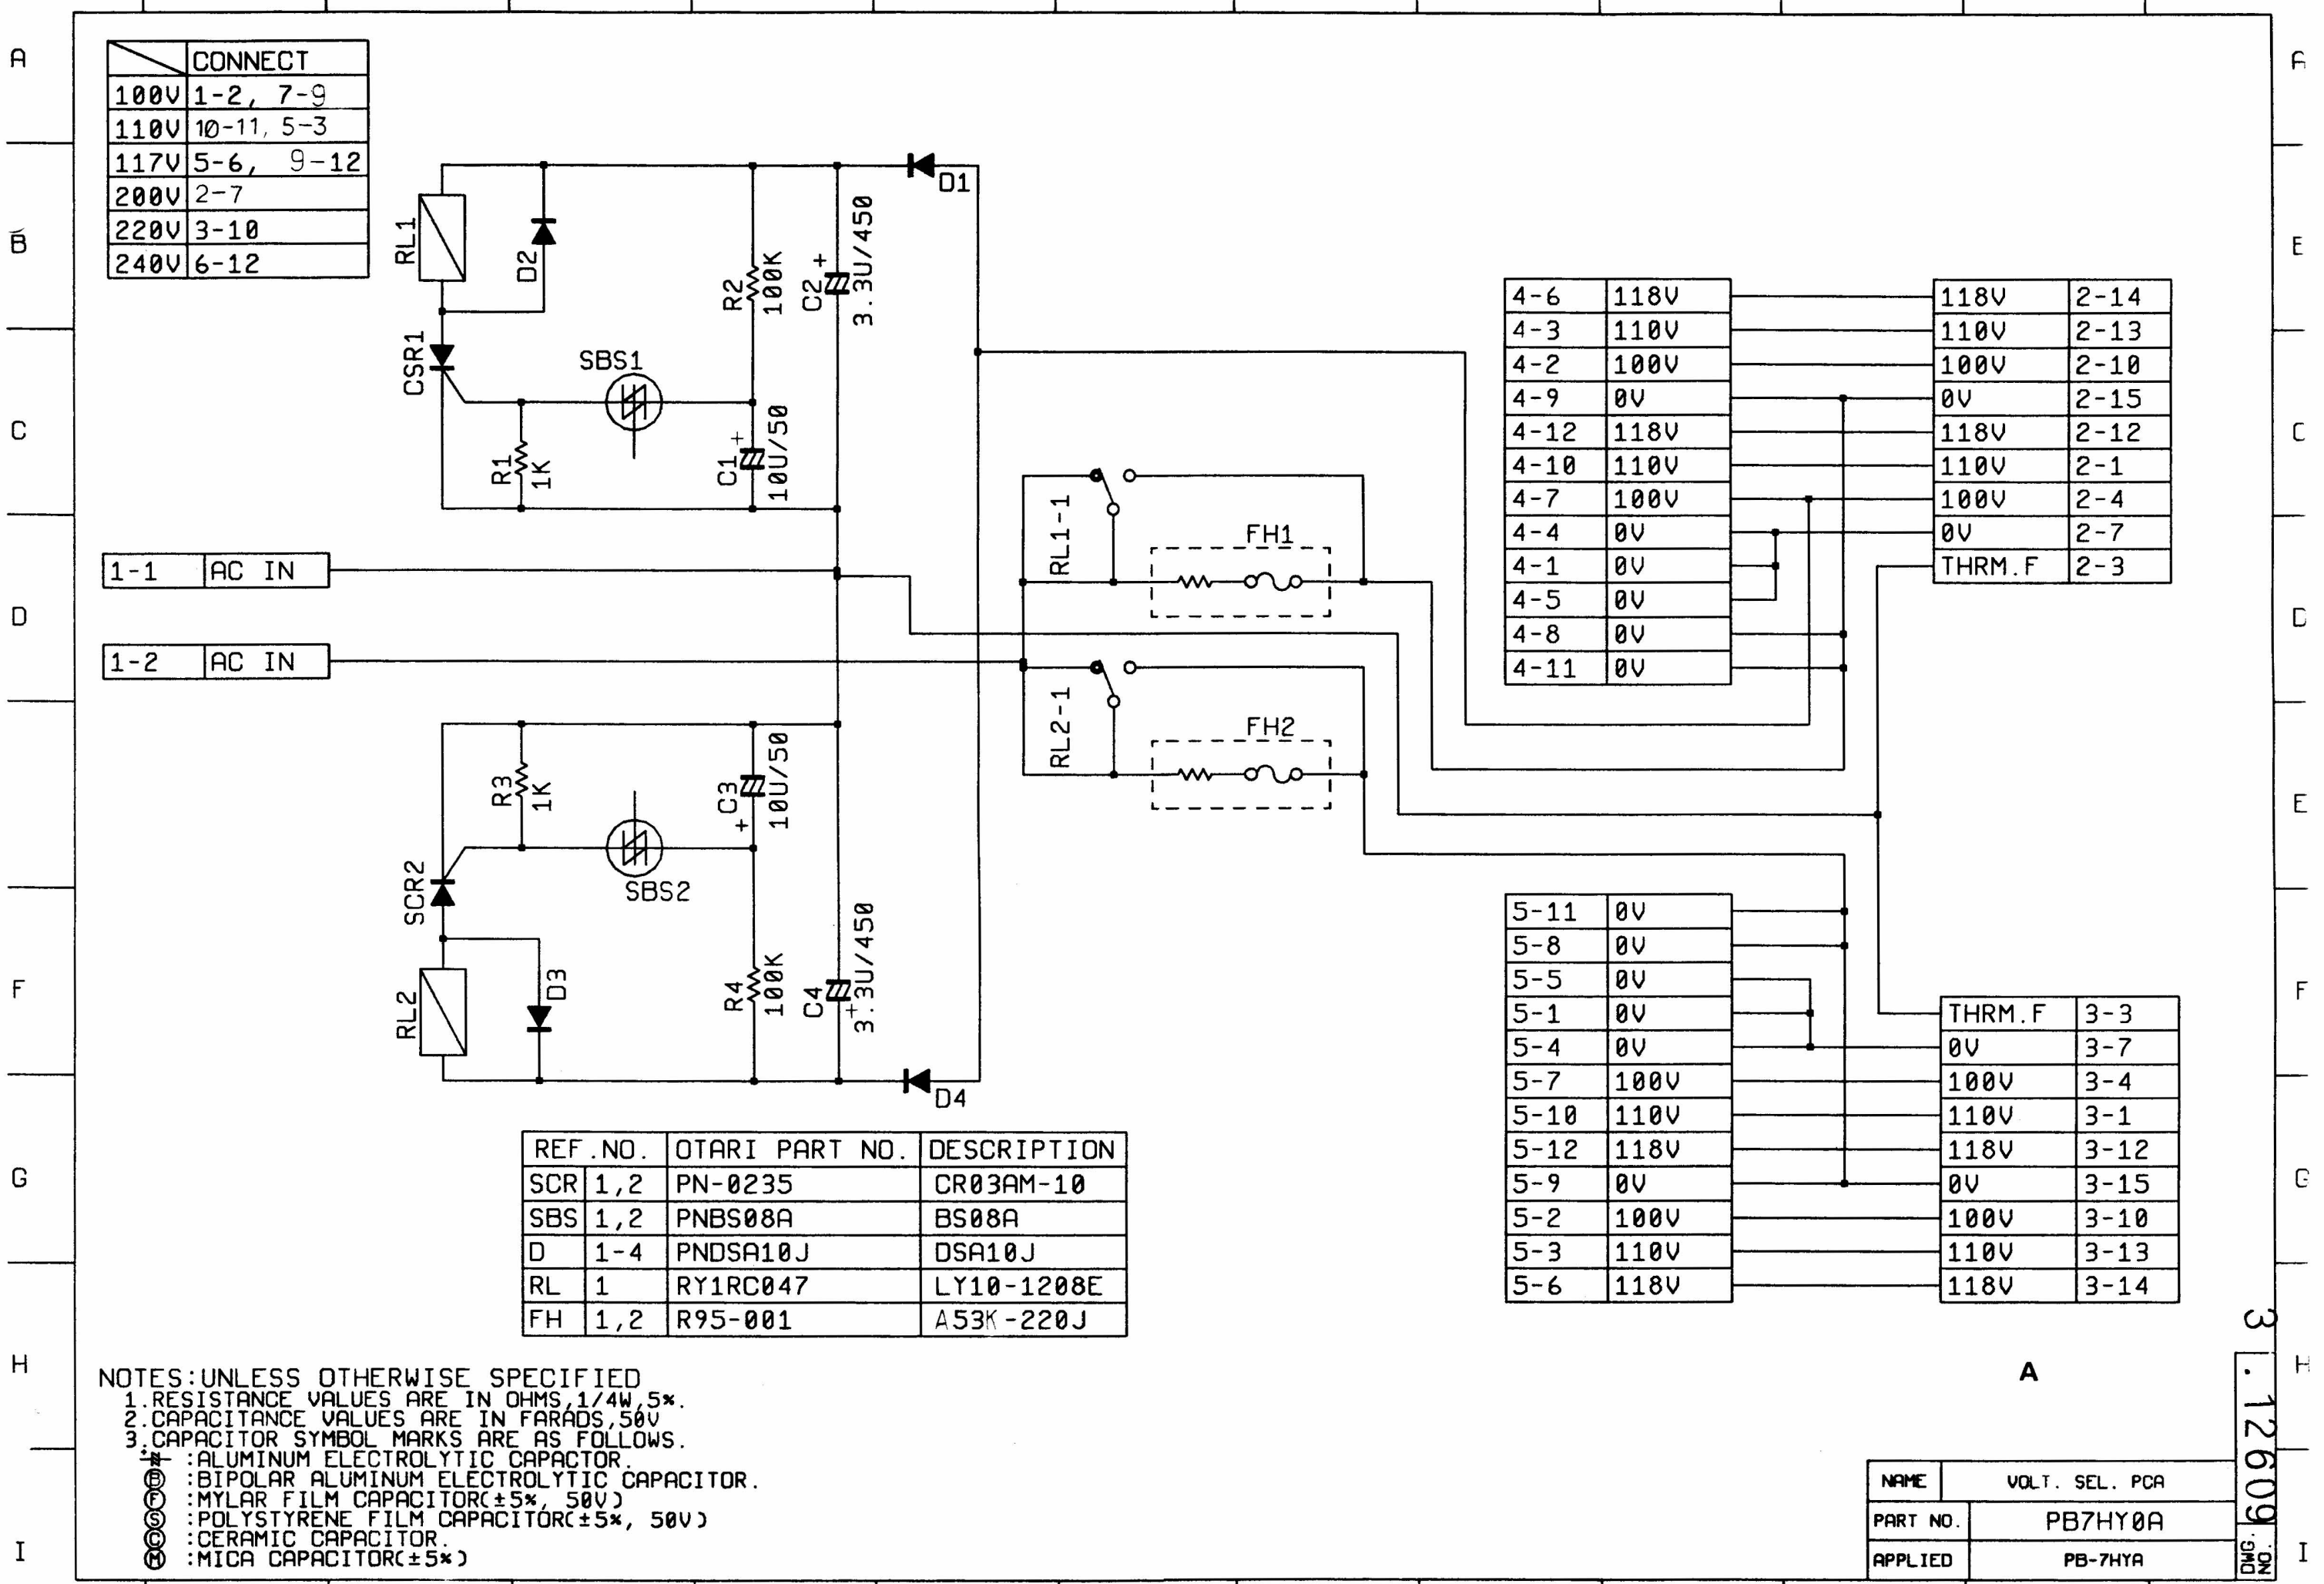 A
B
C
D
E
F
G
H
I
CONNECT
100V 1-2, 7-9
110V 10-11, 5-3
117V 5-6, 9-12
200V 2-7
220V 3-10
240V 6-12
D1
RL1
D2
R2
100K
C2 +
3.3U/450
CSR1
SBS1
R1
1K
C1 +
10U/50
1-1 AC IN
1-2 AC IN
RL1-1
FH1
RL2-1
FH2
R3
1K
C3 +
10U/50
SCR2
SBS2
RL2
D3
R4
100K
C4 +
3.3U/450
D4
4-6 118V
4-3 110V
4-2 100V
4-9 0V
4-12 118V
4-10 110V
4-7 100V
4-4 0V
4-1 0V
4-5 0V
4-8 0V
4-11 0V
118V 2-14
110V 2-13
100V 2-10
0V 2-15
118V 2-12
110V 2-1
100V 2-4
0V 2-7
THRM.F 2-3
5-11 0V
5-8 0V
5-5 0V
5-1 0V
5-4 0V
5-7 100V
5-10 110V
5-12 118V
5-9 0V
5-2 100V
5-3 110V
5-6 118V
THRM.F 3-3
0V 3-7
100V 3-4
110V 3-1
118V 3-12
0V 3-15
100V 3-10
110V 3-13
118V 3-14
REF.NO. OTARI PART NO. DESCRIPTION
SCR 1,2 PN-0235 CR03AM-10
SBS 1,2 PNBS08A BS08A
D 1-4 PNDSA10J DSA10J
RL 1 RY1RC047 LY10-1208E
FH 1,2 R95-001 A53K-220J
NOTES:UNLESS OTHERWISE SPECIFIED
1.RESISTANCE VALUES ARE IN OHMS,1/4W,5%.
2.CAPACITANCE VALUES ARE IN FARADS,50V
3.CAPACITOR SYMBOL MARKS ARE AS FOLLOWS.
:ALUMINUM ELECTROLYTIC CAPACTOR.
B :BIPOLAR ALUMINUM ELECTROLYTIC CAPACITOR.
F :MYLAR FILM CAPACITOR(±5%, 50V)
S :POLYSTYRENE FILM CAPACITOR(±5%, 50V)
C :CERAMIC CAPACITOR.
M :MICA CAPACITOR(±5%)
A
NAME VOLT. SEL. PCA
PART NO. PB7HY0A
APPLIED PB-7HYA
DWG. NO. 3.12609